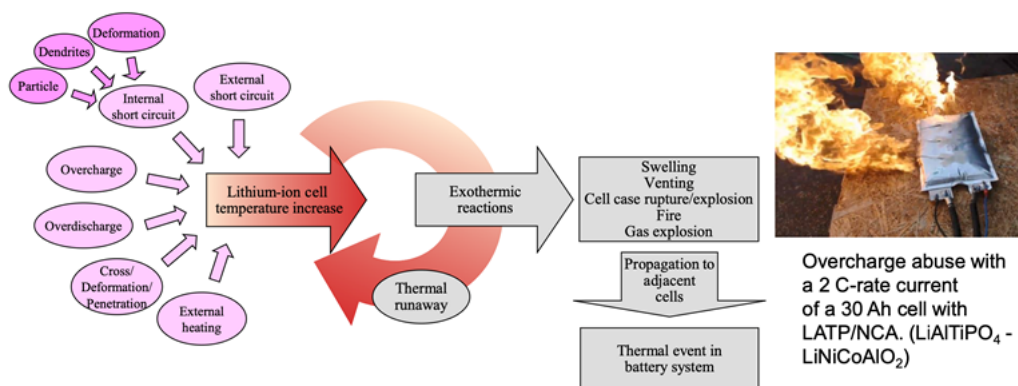 Deformation
Dendrites
Particle
Internal
short circuit
External
short circuit
Overcharge
Overdischarge
Cross/
Deformation/
Penetration
External
heating
Lithium-ion cell
temperature increase
Thermal
runaway
Exothermic
reactions
Swelling
Venting
Cell case rupture/explosion
Fire
Gas explosion
Propagation to
adjacent
cells
Thermal event in
battery system
Overcharge abuse with
a 2 C-rate current
of a 30 Ah cell with
LATP/NCA. (LiAlTiPO₄ -
LiNiCoAlO₂)